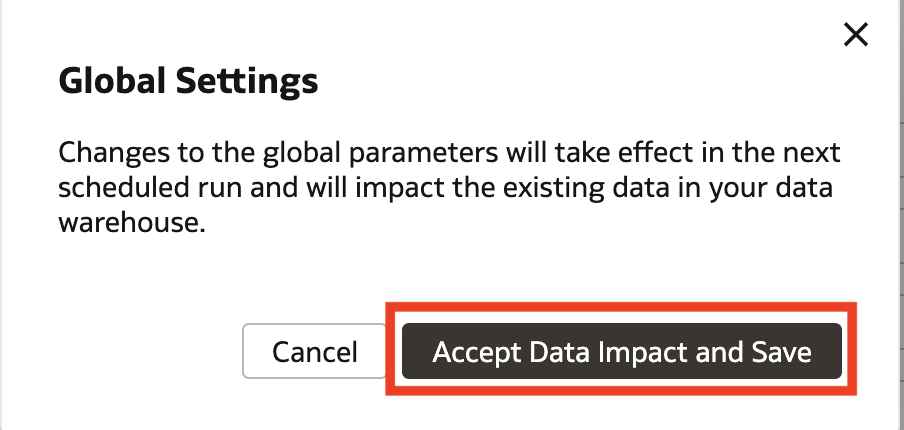 Global Settings
Changes to the global parameters will take effect in the next
scheduled run and will impact the existing data in your data
warehouse.
Cancel
Accept Data Impact and Save